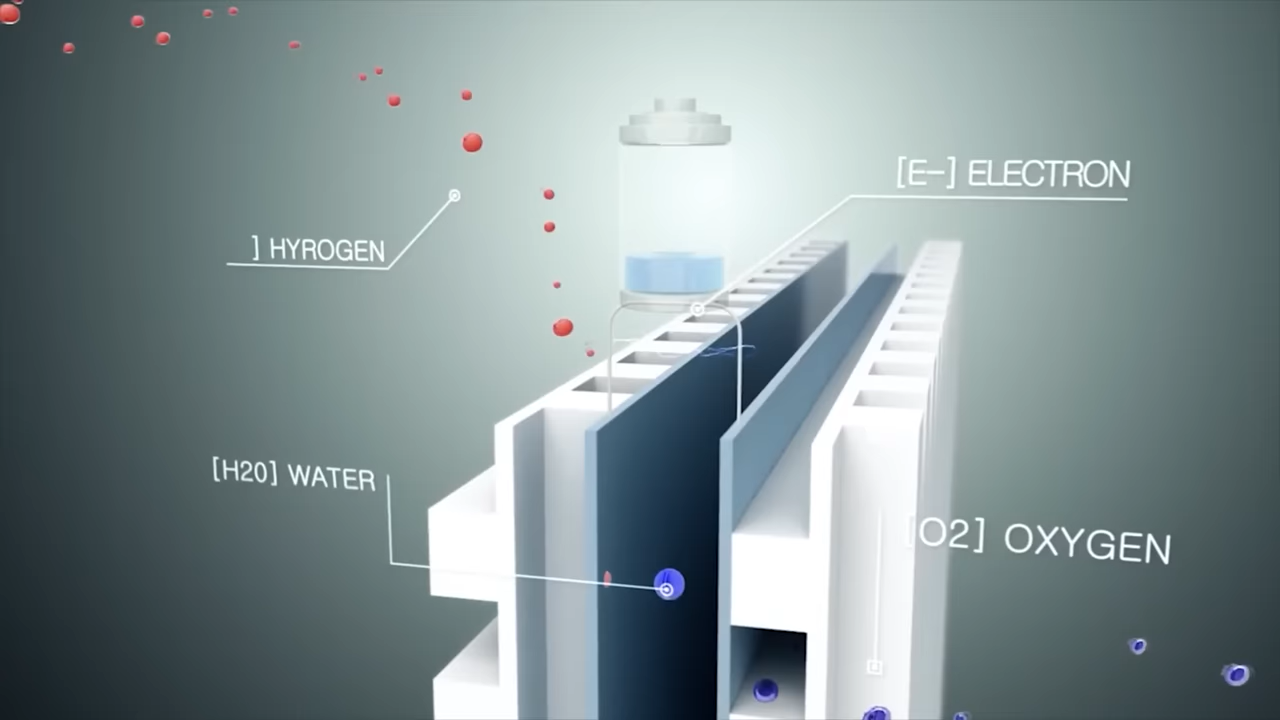 [E-] ELECTRON
] HYROGEN
[H20] WATER
[O2] OXYGEN